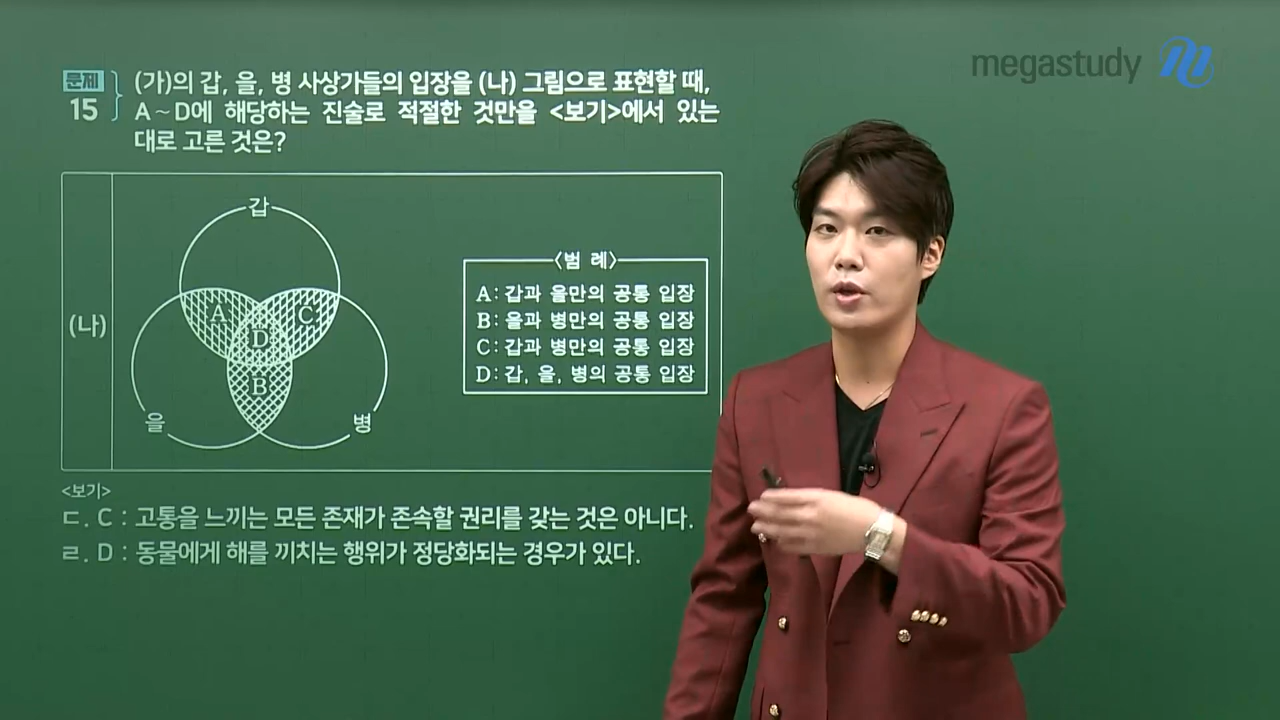 megastudy
문제
15
(가)의 갑, 을, 병 사상가들의 입장을 (나) 그림으로 표현할 때,
A~D에 해당하는 진술로 적절한 것만을 <보기>에서 있는
대로 고른 것은?
(나)
갑
을
병
A
C
D
B
〈범 례〉
A: 갑과 을만의 공통 입장
B: 을과 병만의 공통 입장
C: 갑과 병만의 공통 입장
D: 갑, 을, 병의 공통 입장
<보기>
ㄷ. C : 고통을 느끼는 모든 존재가 존속할 권리를 갖는 것은 아니다.
ㄹ. D : 동물에게 해를 끼치는 행위가 정당화되는 경우가 있다.